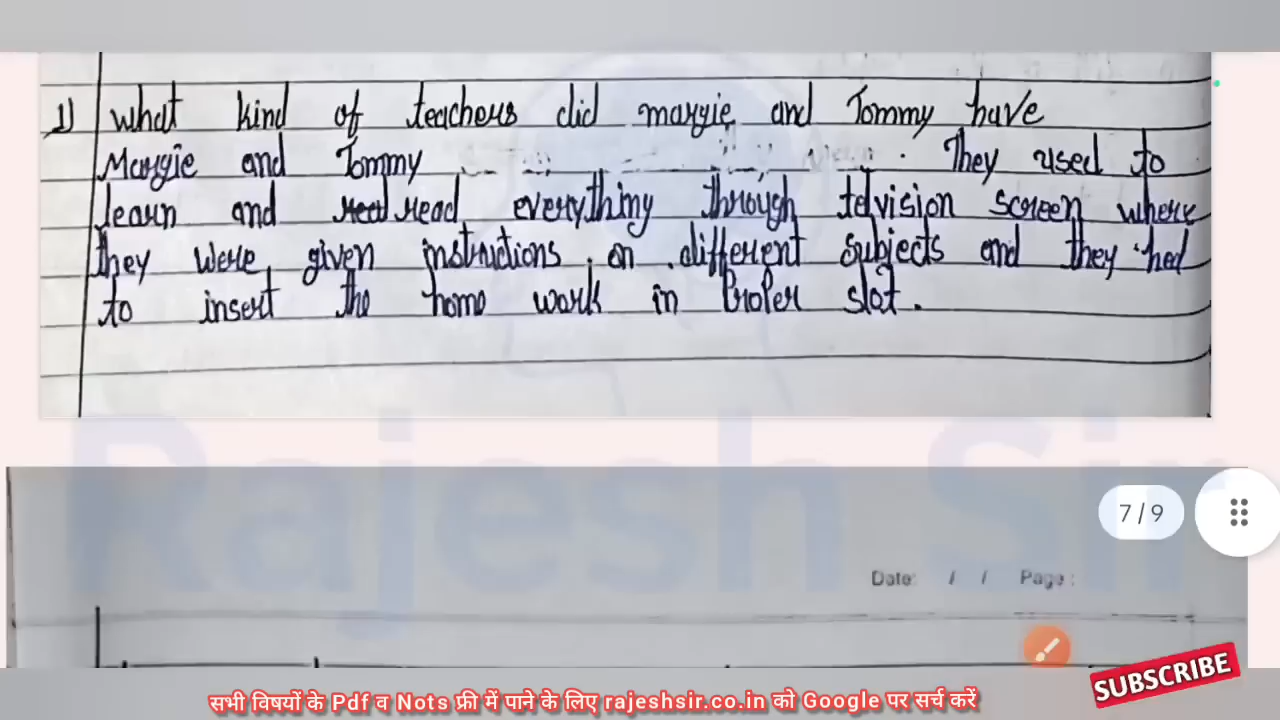 1) What kind of teachers did margie and Tommy have
Margie and Tommy . They used to
learn and read read everything through telvision screen where
they were given instructions on different subjects and they had
to insert the home work in Proper slot.
Rajesh Sir
7/9
Date: / / Page:
SUBSCRIBE
सभी विषयों के Pdf व Nots फ्री में पाने के लिए rajeshsir.co.in को Google पर सर्च करें